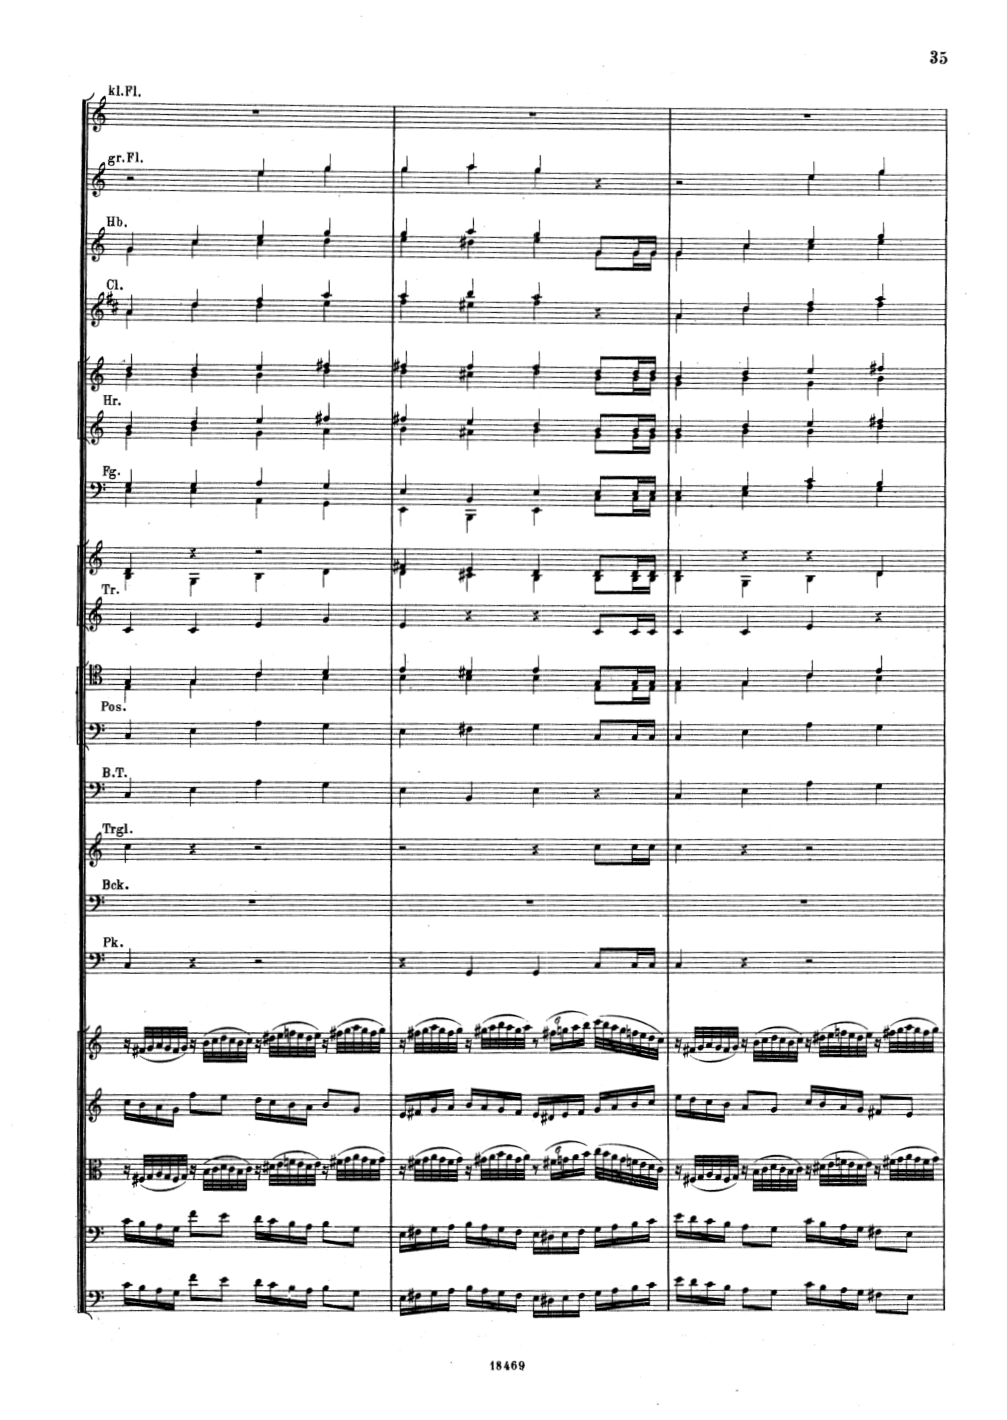 35
kl.Fl.
gr.Fl.
Hb.
Cl.
Hr.
Fg.
Tr.
Pos.
B.T.
Trgl.
Bck.
Pk.
18469